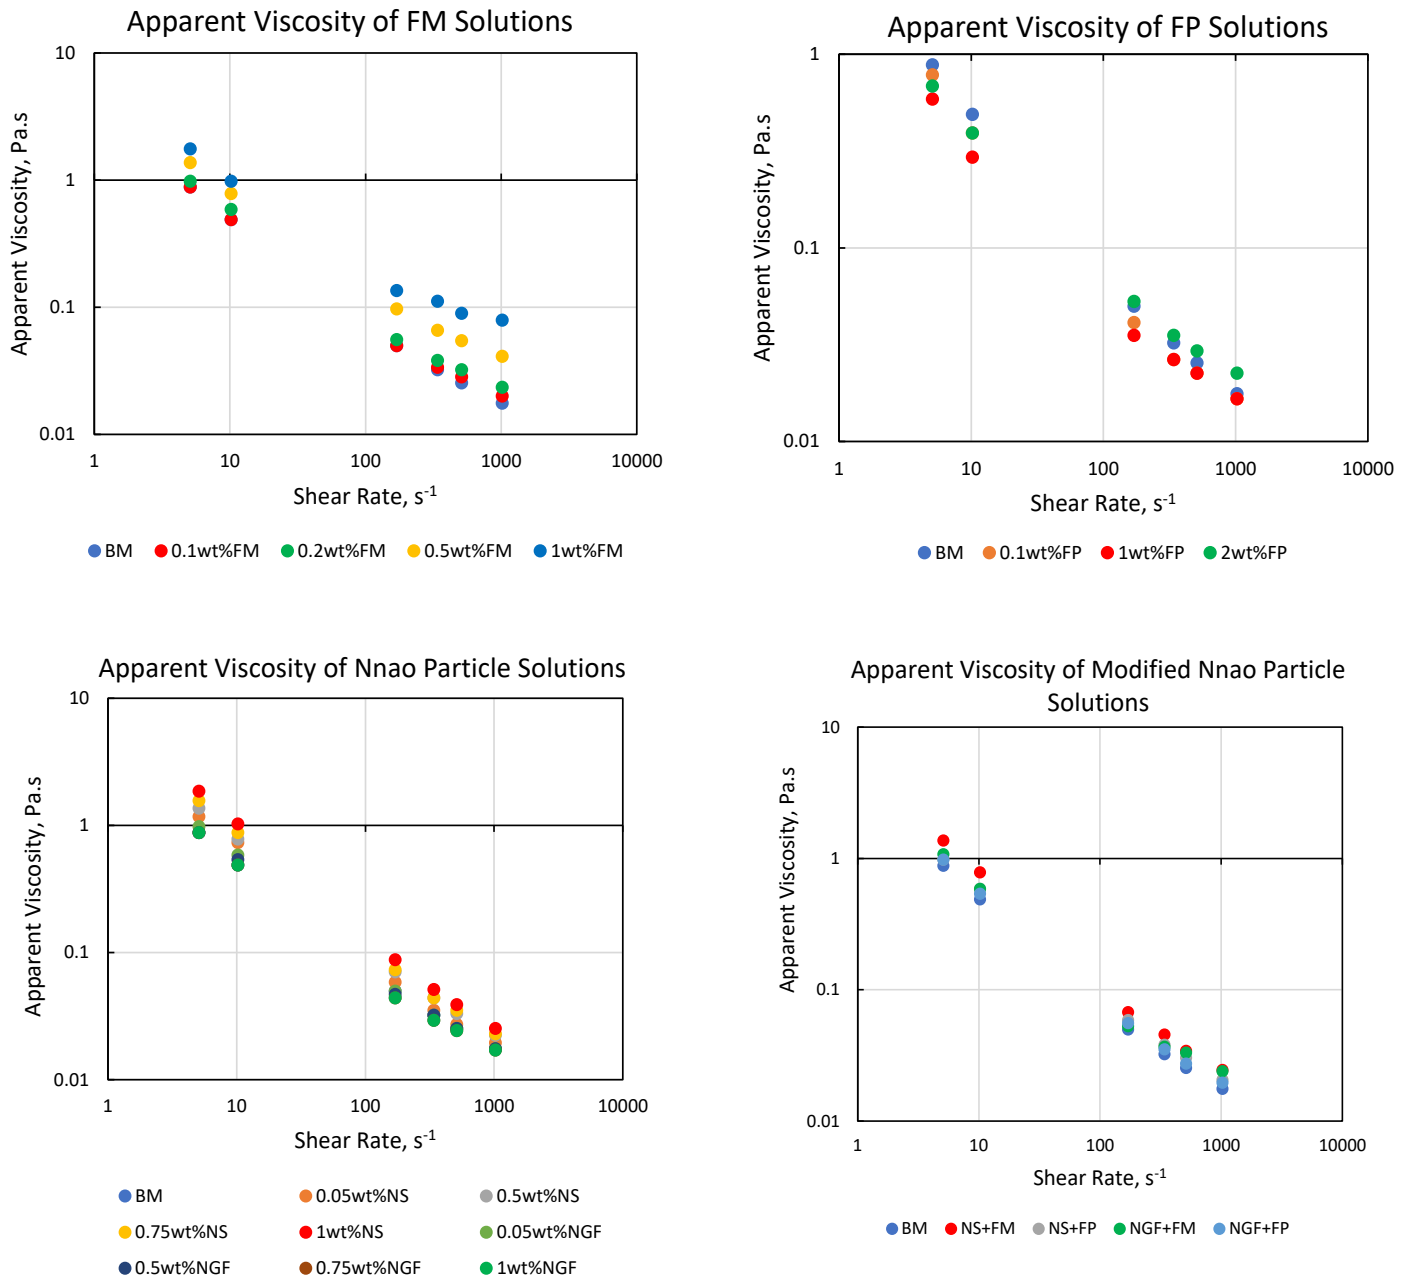 Apparent Viscosity of FM Solutions
10
1
0.1
0.01
Apparent Viscosity, Pa.s
1 10 100 1000 10000
Shear Rate, s-1
BM 0.1wt%FM 0.2wt%FM 0.5wt%FM 1wt%FM
Apparent Viscosity of FP Solutions
1
0.1
0.01
Apparent Viscosity, Pa.s
1 10 100 1000 10000
Shear Rate, s-1
BM 0.1wt%FP 1wt%FP 2wt%FP
Apparent Viscosity of Nnao Particle Solutions
10
1
0.1
0.01
Apparent Viscosity, Pa.s
1 10 100 1000 10000
Shear Rate, s-1
BM 0.05wt%NS 0.5wt%NS
0.75wt%NS 1wt%NS 0.05wt%NGF
0.5wt%NGF 0.75wt%NGF 1wt%NGF
Apparent Viscosity of Modified Nnao Particle
Solutions
10
1
0.1
0.01
Apparent Viscosity, Pa.s
1 10 100 1000 10000
Shear Rate, s-1
BM NS+FM NS+FP NGF+FM NGF+FP